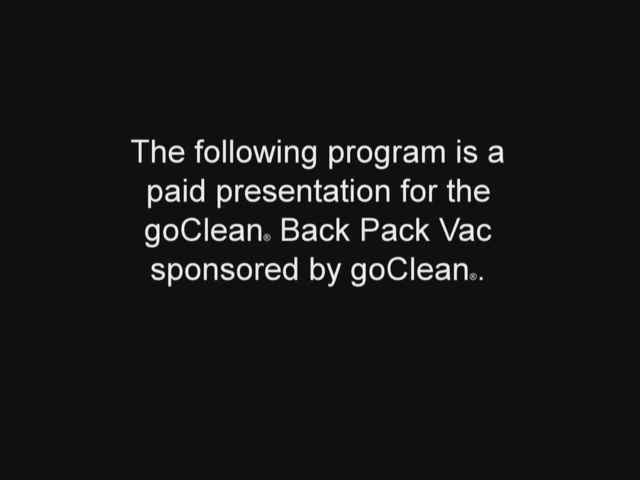 The following program is a
paid presentation for the
goClean® Back Pack Vac
sponsored by goClean®.